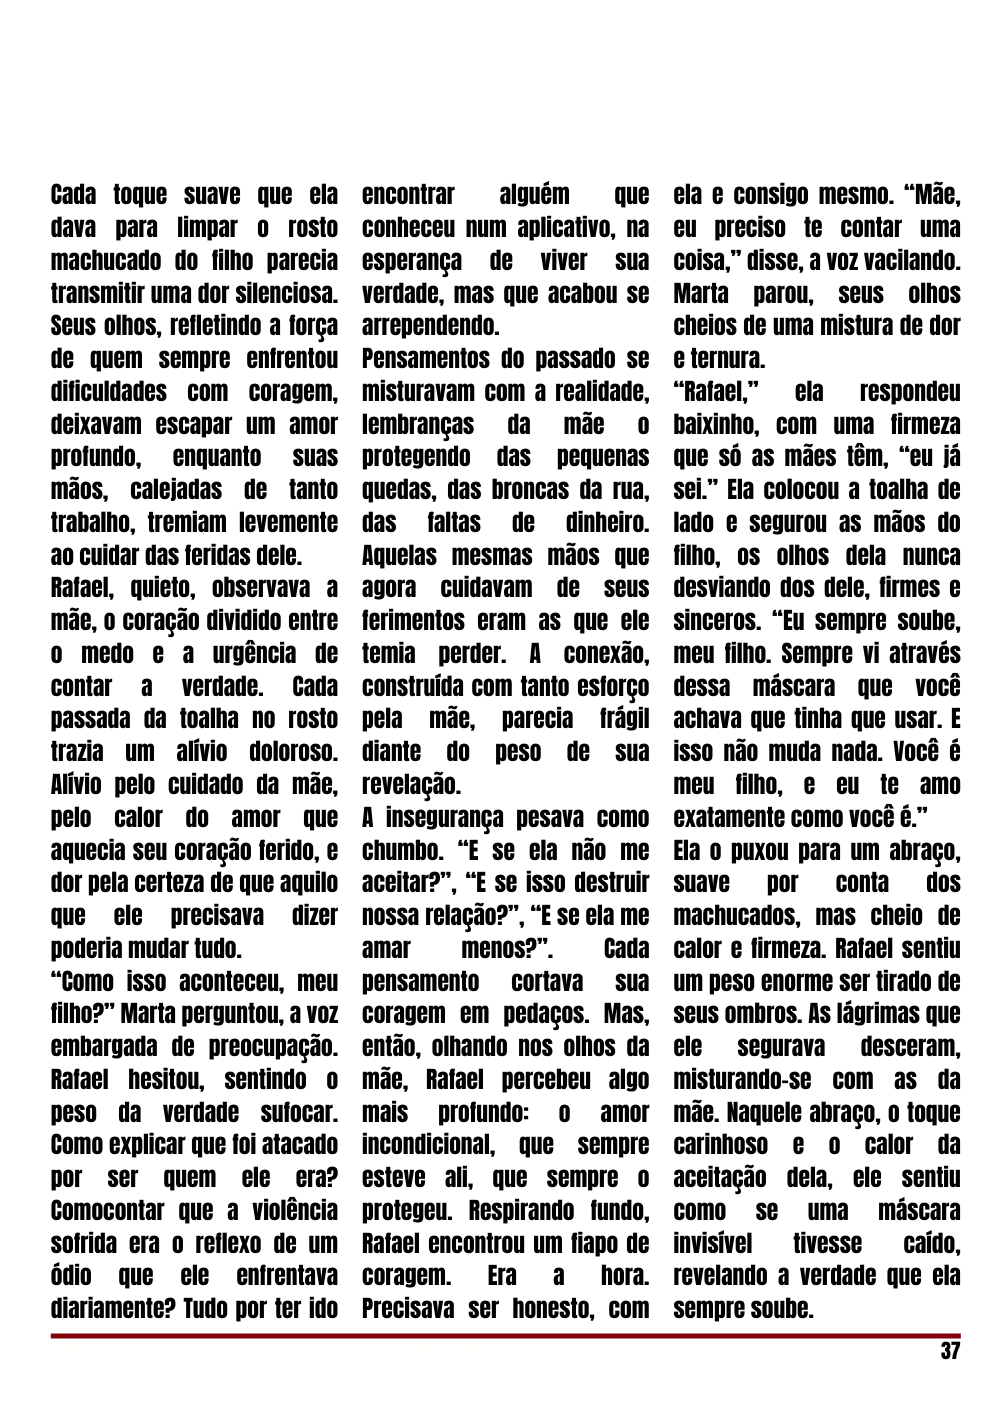 Cada toque suave que ela
dava para limpar o rosto
machucado do filho parecia
transmitir uma dor silenciosa.
Seus olhos, refletindo a força
de quem sempre enfrentou
dificuldades com coragem,
deixavam escapar um amor
profundo, enquanto suas
mãos, calejadas de tanto
trabalho, tremiam levemente
ao cuidar das feridas dele.
Rafael, quieto, observava a
mãe, o coração dividido entre
o medo e a urgência de
contar a verdade. Cada
passada da toalha no rosto
trazia um alívio doloroso.
Alívio pelo cuidado da mãe,
pelo calor do amor que
aquecia seu coração ferido, e
dor pela certeza de que aquilo
que ele precisava dizer
poderia mudar tudo.
“Como isso aconteceu, meu
filho?” Marta perguntou, a voz
embargada de preocupação.
Rafael hesitou, sentindo o
peso da verdade sufocar.
Como explicar que foi atacado
por ser quem ele era?
Comocontar que a violência
sofrida era o reflexo de um
ódio que ele enfrentava
diariamente? Tudo por ter ido
encontrar alguém que
conheceu num aplicativo, na
esperança de viver sua
verdade, mas que acabou se
arrependendo.
Pensamentos do passado se
misturavam com a realidade,
lembranças da mãe o
protegendo das pequenas
quedas, das broncas da rua,
das faltas de dinheiro.
Aquelas mesmas mãos que
agora cuidavam de seus
ferimentos eram as que ele
temia perder. A conexão,
construída com tanto esforço
pela mãe, parecia frágil
diante do peso de sua
revelação.
A insegurança pesava como
chumbo. “E se ela não me
aceitar?”, “E se isso destruir
nossa relação?”, “E se ela me
amar menos?”. Cada
pensamento cortava sua
coragem em pedaços. Mas,
então, olhando nos olhos da
mãe, Rafael percebeu algo
mais profundo: o amor
incondicional, que sempre
esteve ali, que sempre o
protegeu. Respirando fundo,
Rafael encontrou um fiapo de
coragem. Era a hora.
Precisava ser honesto, com
ela e consigo mesmo. “Mãe,
eu preciso te contar uma
coisa,” disse, a voz vacilando.
Marta parou, seus olhos
cheios de uma mistura de dor
e ternura.
“Rafael,” ela respondeu
baixinho, com uma firmeza
que só as mães têm, “eu já
sei.” Ela colocou a toalha de
lado e segurou as mãos do
filho, os olhos dela nunca
desviando dos dele, firmes e
sinceros. “Eu sempre soube,
meu filho. Sempre vi através
dessa máscara que você
achava que tinha que usar. E
isso não muda nada. Você é
meu filho, e eu te amo
exatamente como você é.”
Ela o puxou para um abraço,
suave por conta dos
machucados, mas cheio de
calor e firmeza. Rafael sentiu
um peso enorme ser tirado de
seus ombros. As lágrimas que
ele segurava desceram,
misturando-se com as da
mãe. Naquele abraço, o toque
carinhoso e o calor da
aceitação dela, ele sentiu
como se uma máscara
invisível tivesse caído,
revelando a verdade que ela
sempre soube.
37